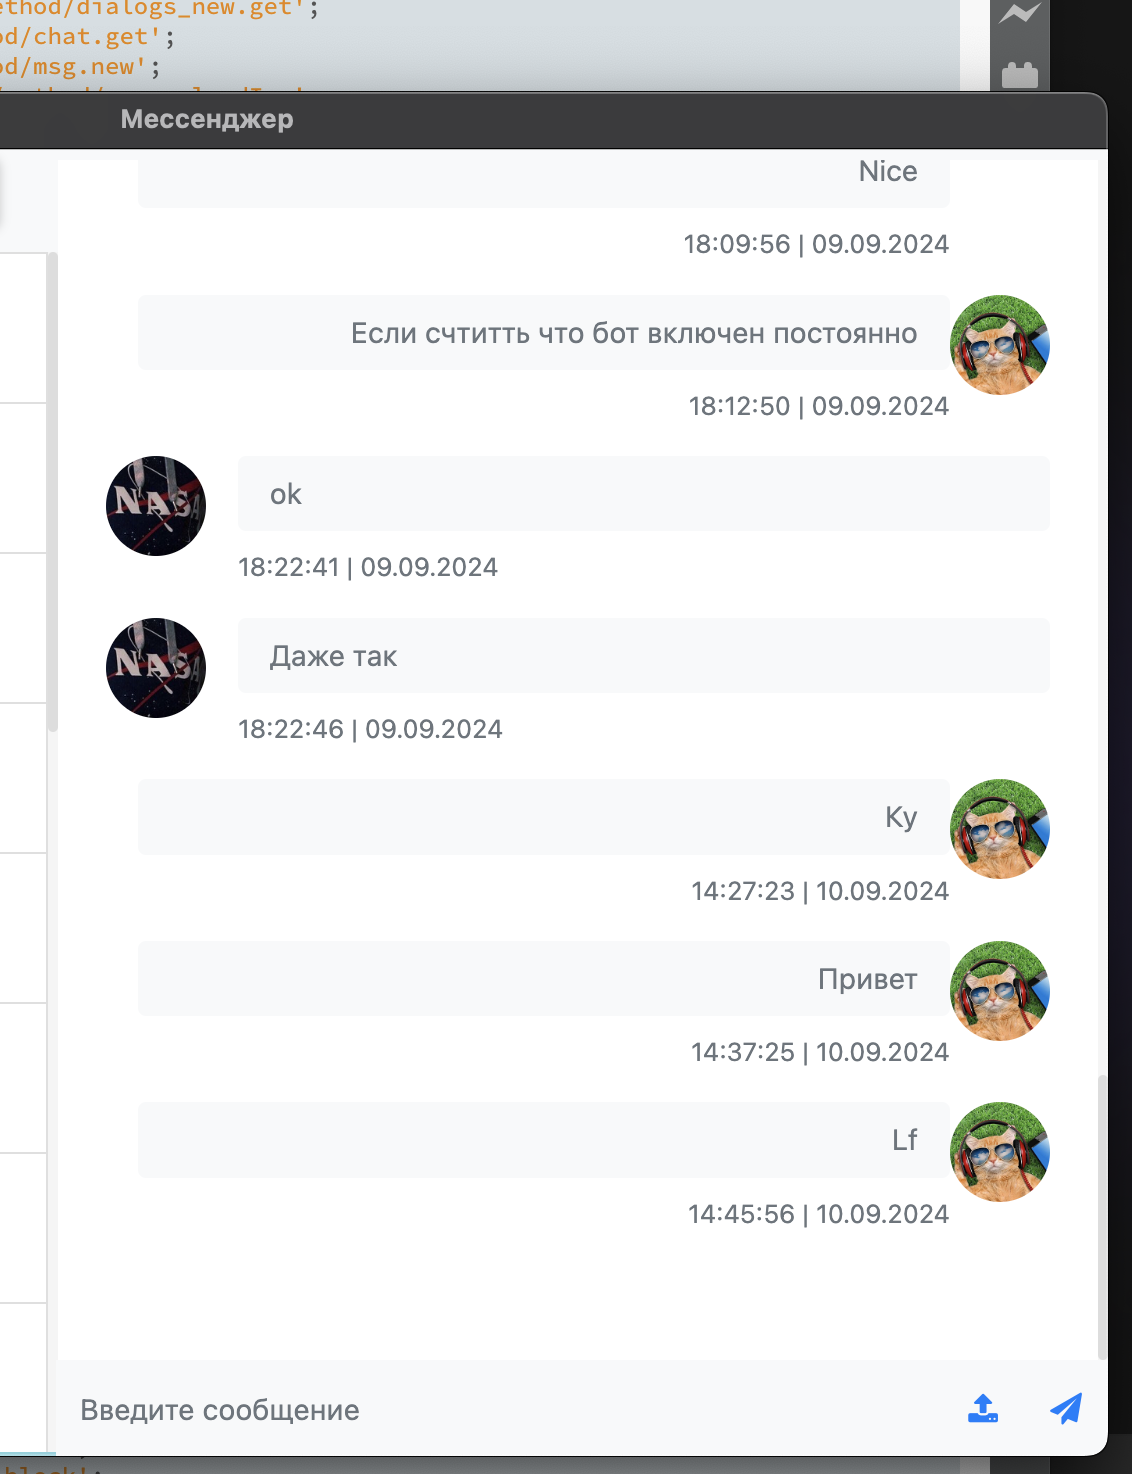 ethod/dialogs_new.get';
od/chat.get';
od/msg.new';
Мессенджер
Nice
18:09:56 | 09.09.2024
Если счтитть что бот включен постоянно
18:12:50 | 09.09.2024
NASA
ok
18:22:41 | 09.09.2024
NASA
Даже так
18:22:46 | 09.09.2024
Ку
14:27:23 | 10.09.2024
Привет
14:37:25 | 10.09.2024
Lf
14:45:56 | 10.09.2024
Введите сообщение